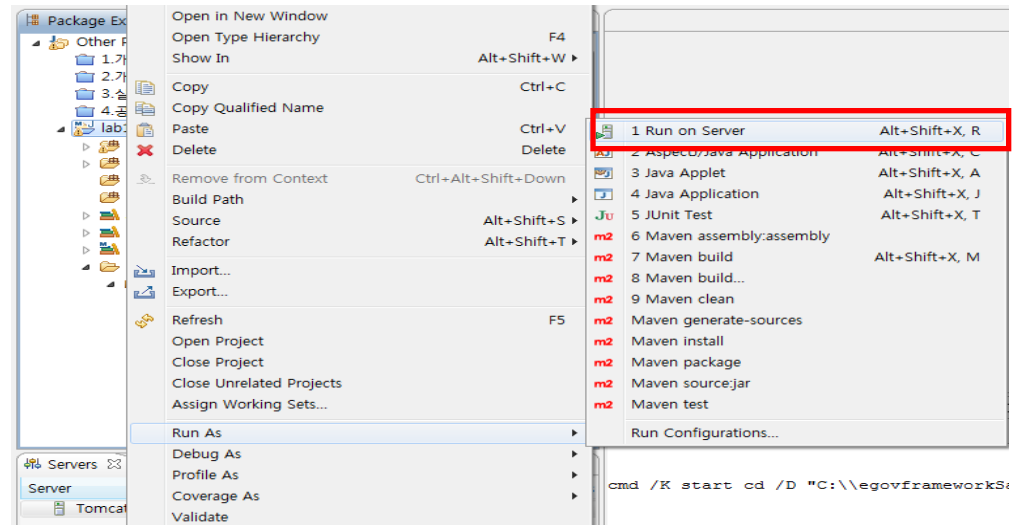 Package Ex
Other P
1.개
2.개
3.실
4.공
lab1
Servers
Server
Tomcat
Open in New Window
Open Type Hierarchy F4
Show In Alt+Shift+W
Copy Ctrl+C
Copy Qualified Name
Paste Ctrl+V
Delete Delete
Remove from Context Ctrl+Alt+Shift+Down
Build Path
Source Alt+Shift+S
Refactor Alt+Shift+T
Import...
Export...
Refresh F5
Open Project
Close Project
Close Unrelated Projects
Assign Working Sets...
Run As
Debug As
Profile As
Coverage As
Validate
1 Run on Server Alt+Shift+X, R
2 AspectJ/Java Application Alt+Shift+X, C
3 Java Applet Alt+Shift+X, A
4 Java Application Alt+Shift+X, J
5 JUnit Test Alt+Shift+X, T
6 Maven assembly:assembly
7 Maven build Alt+Shift+X, M
8 Maven build...
9 Maven clean
Maven generate-sources
Maven install
Maven package
Maven source:jar
Maven test
Run Configurations...
cmd /K start cd /D "C:\\egovframeworkSa